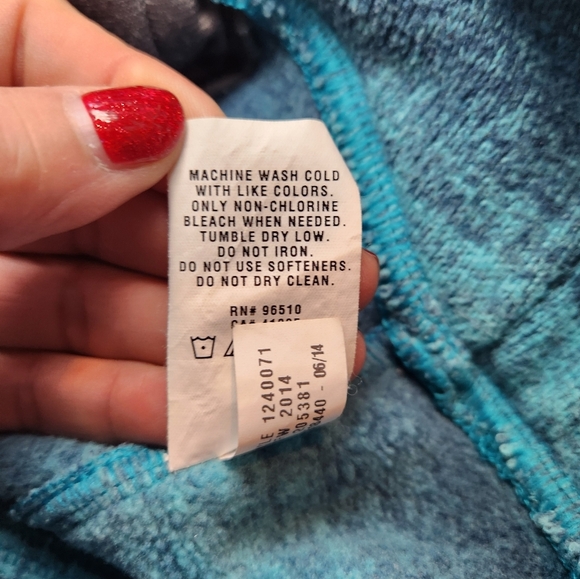 MACHINE WASH COLD
WITH LIKE COLORS.
ONLY NON-CHLORINE
BLEACH WHEN NEEDED.
TUMBLE DRY LOW.
DO NOT IRON.
DO NOT USE SOFTENERS.
DO NOT DRY CLEAN.
RN# 96510
1240071
2014
06/14